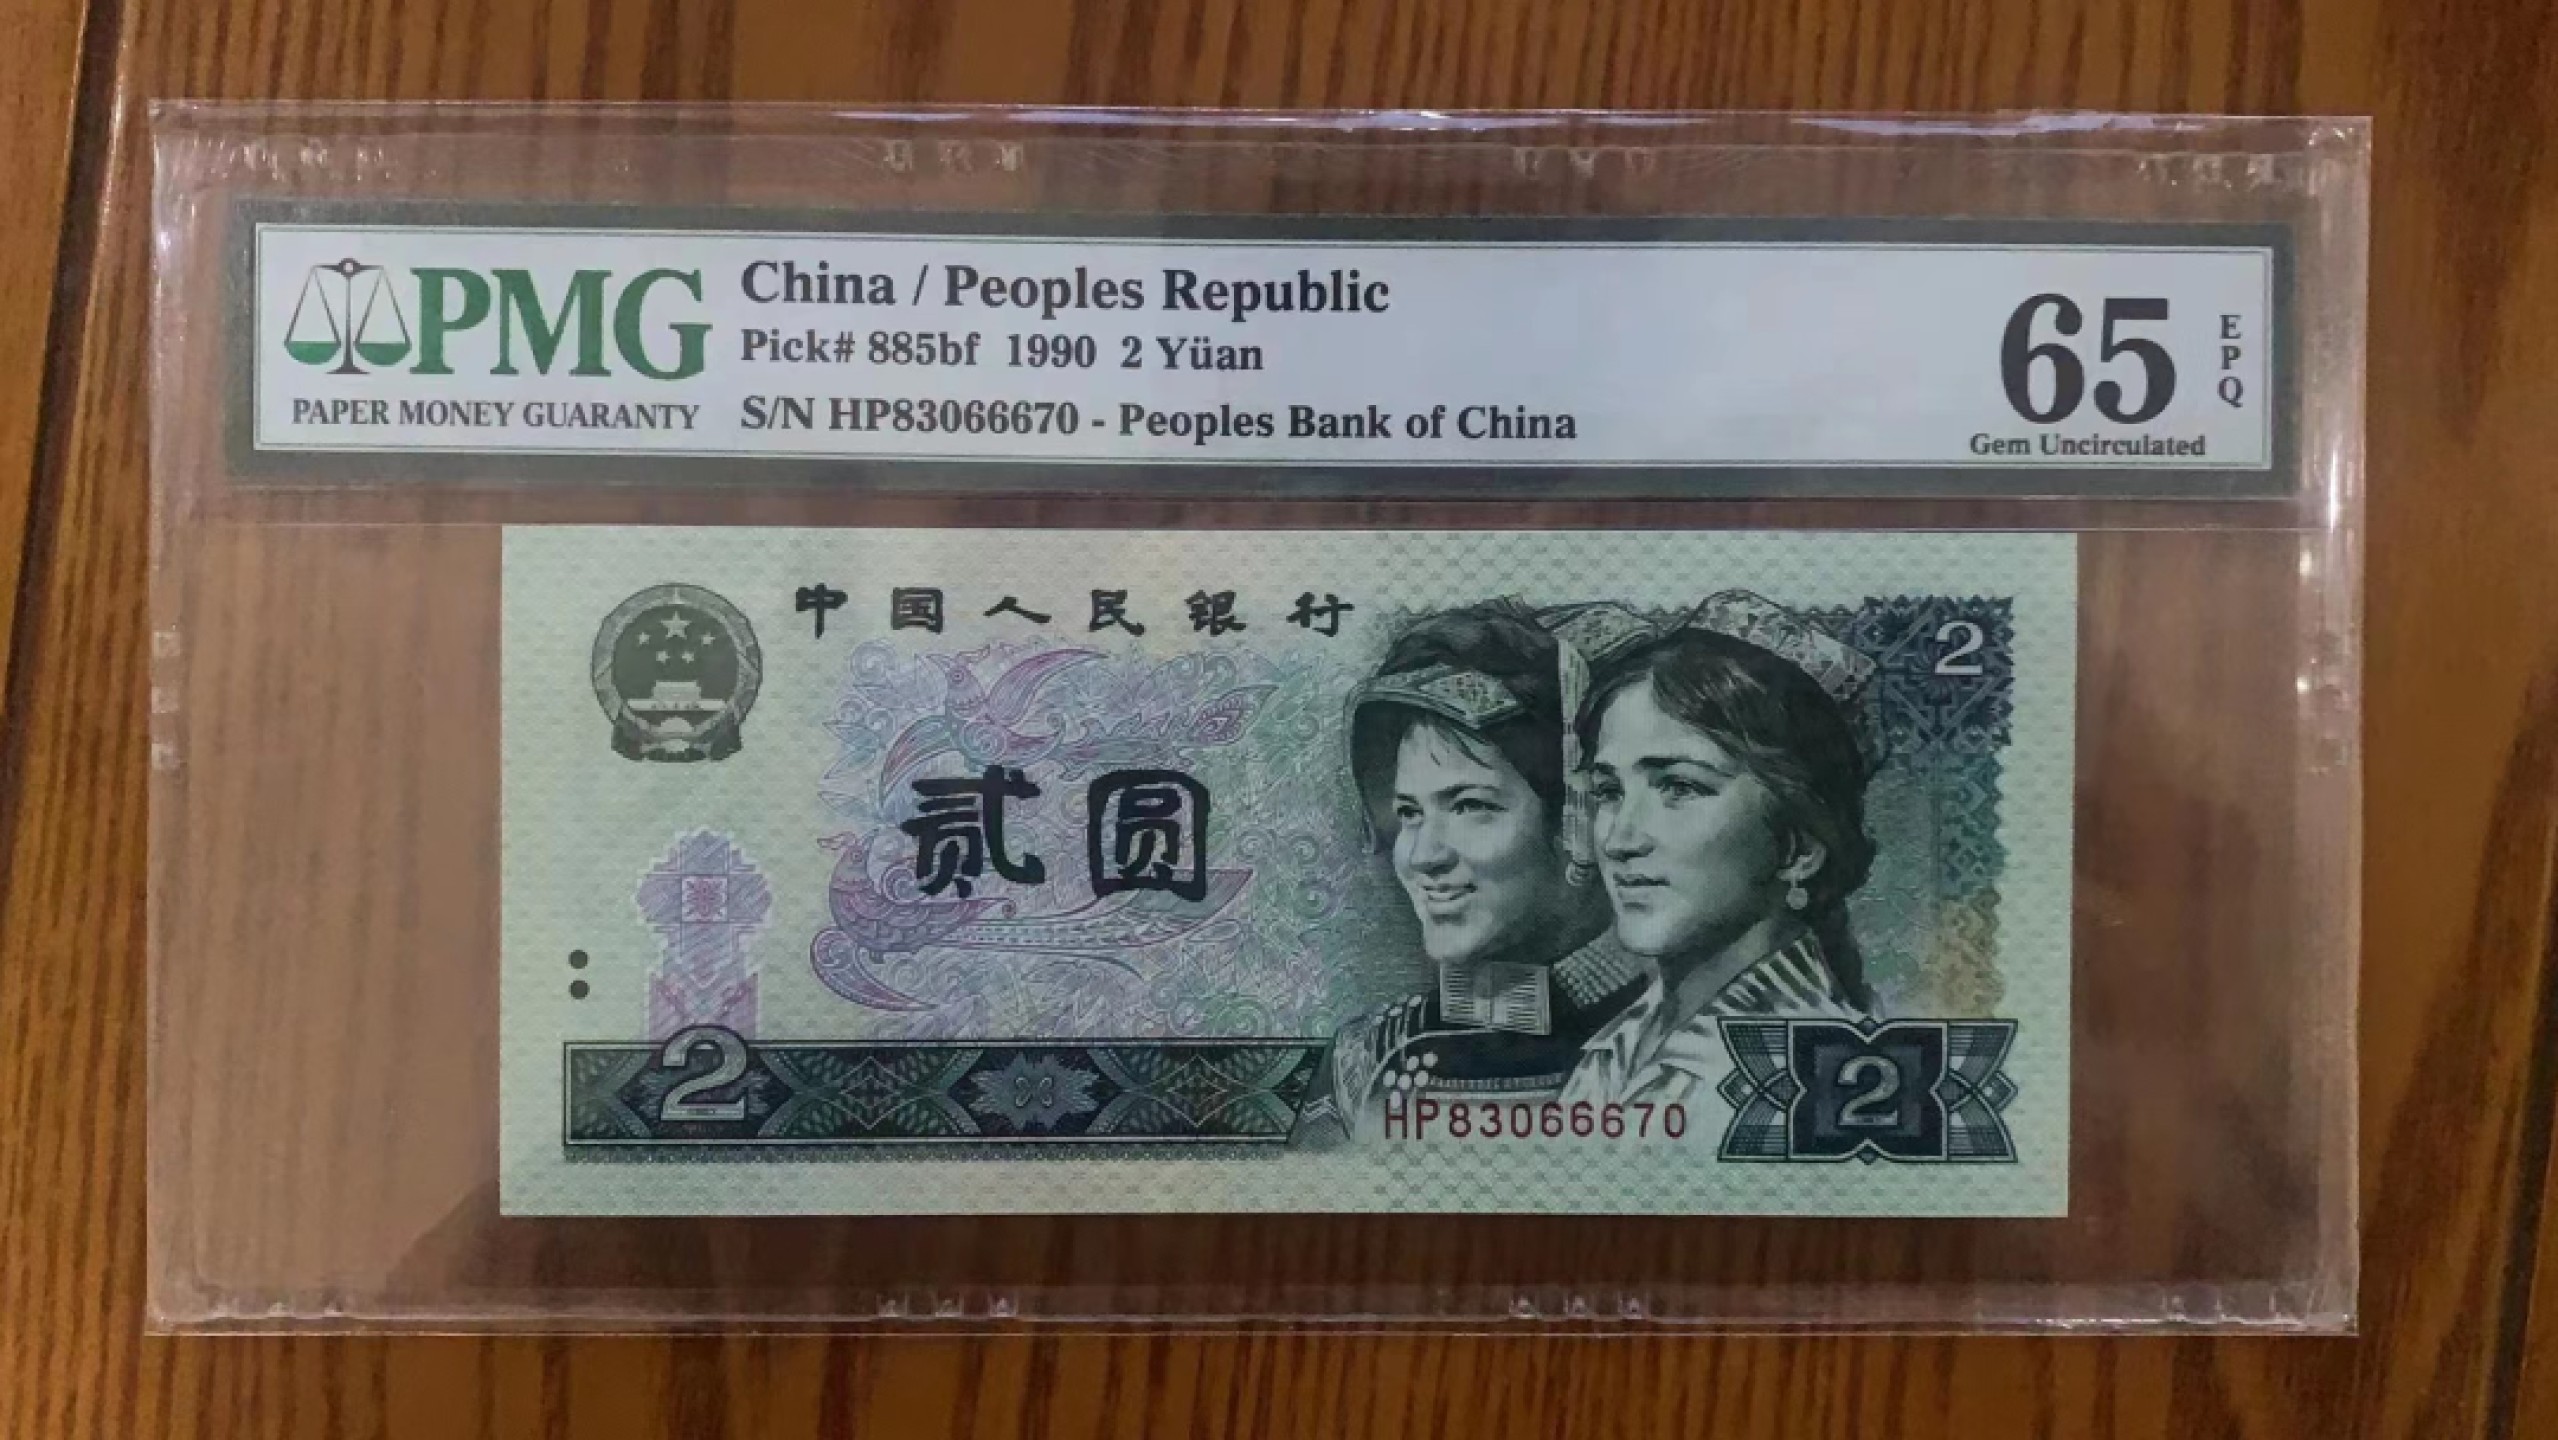 PMG
PAPER MONEY GUARANTY
China / Peoples Republic
Pick# 885bf 1990 2 Yüan
S/N HP83066670 - Peoples Bank of China
65
EPQ
Gem Uncirculated
中国人民银行
2
贰圆
2
HP83066670
2